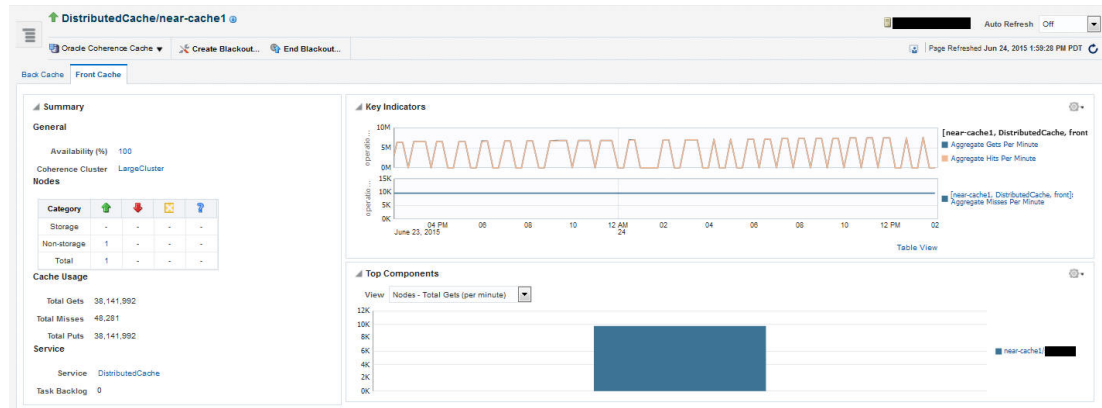 DistributedCache/near-cache1
Auto Refresh Off
Oracle Coherence Cache Create Blackout... End Blackout...
Page Refreshed Jun 24, 2015 1:59:28 PM PDT
Back Cache Front Cache
Summary
General
Availability (%) 100
Coherence Cluster LargeCluster
Nodes
Category
Storage - - - -
Non-storage 1 - - -
Total 1 - - -
Cache Usage
Total Gets 38,141,992
Total Misses 48,281
Total Puts 38,141,992
Service
Service DistributedCache
Task Backlog 0
Key Indicators
operatio...
10M
5M
0M
[near-cache1, DistributedCache, front
Aggregate Gets Per Minute
Aggregate Hits Per Minute
operatio...
15K
10K
5K
0K
[near-cache1, DistributedCache, front]:
Aggregate Misses Per Minute
04 PM 06 08 10 12 AM 02 04 06 08 10 12 PM 02
June 23, 2015 24
Table View
Top Components
View Nodes - Total Gets (per minute)
12K
10K
8K
6K
4K
2K
0K
near-cache1/